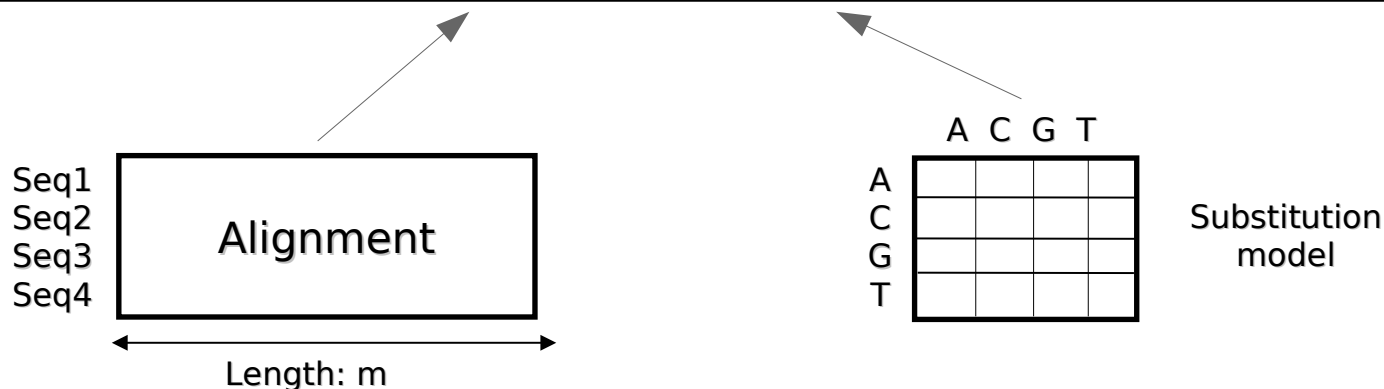 A C G T
Seq1
Seq2
Seq3
Seq4
Alignment
Length: m
A
C
G
T
Substitution
model